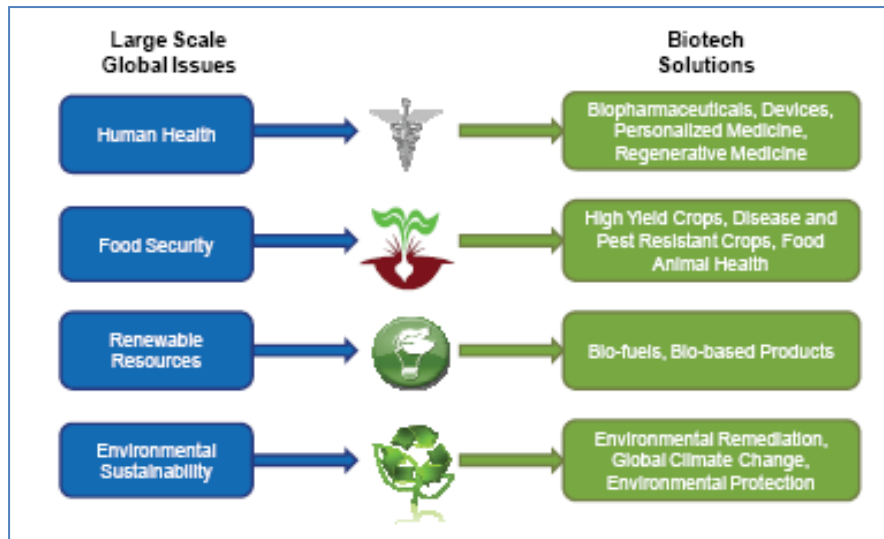 Large Scale
Global Issues
Biotech
Solutions
Human Health
Biopharmaceuticals, Devices,
Personalized Medicine,
Regenerative Medicine
Food Security
High Yield Crops, Disease and
Pest Resistant Crops, Food
Animal Health
Renewable
Resources
Bio-fuels, Bio-based Products
Environmental
Sustainability
Environmental Remediation,
Global Climate Change,
Environmental Protection